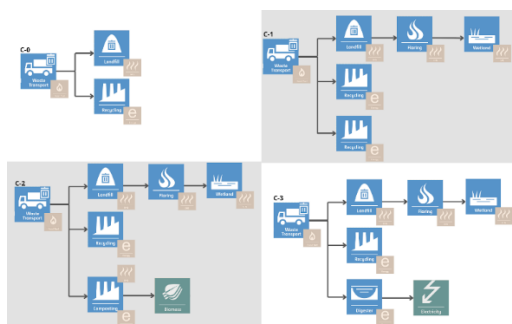 C-0
Landfill
Waste
Transport
Recycling
e
C-1
Landfill
Flaring
Wetland
Waste
Transport
Recycling
e
Recycling
e
C-2
Landfill
Flaring
Wetland
Waste
Transport
Recycling
e
Composting
Biomass
e
C-3
Landfill
Flaring
Wetland
Waste
Transport
Recycling
e
Digester
Electricity
e